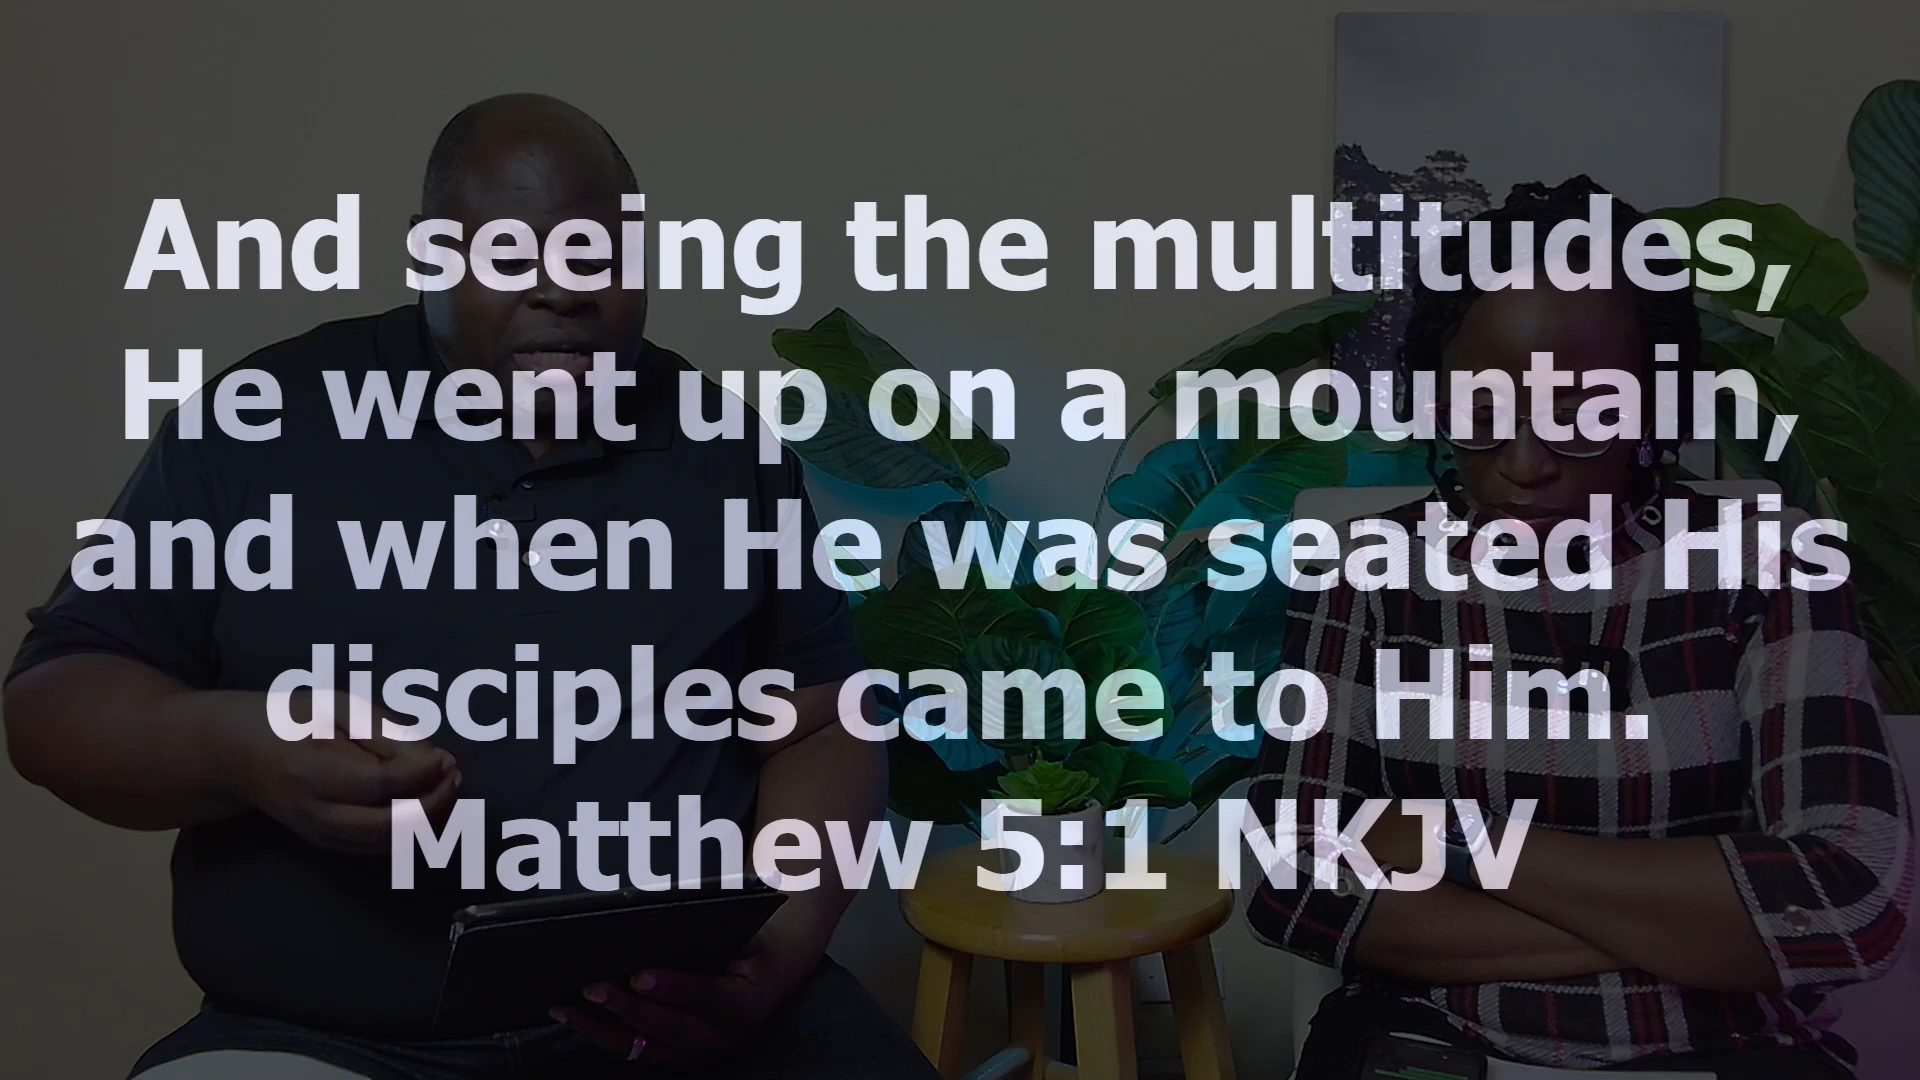 And seeing the multitudes,
He went up on a mountain,
and when He was seated His
disciples came to Him.
Matthew 5:1 NKJV